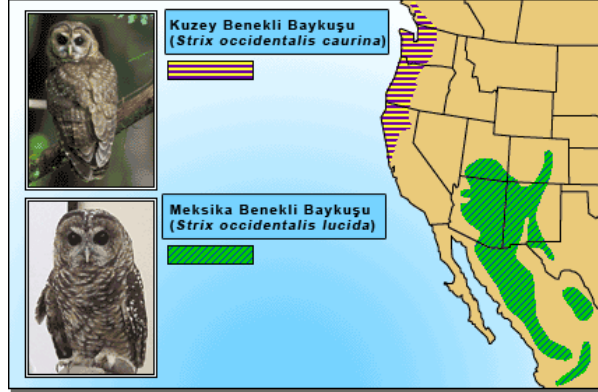 Kuzey Benekli Baykuşu
(Strix occidentalis caurina)
Meksika Benekli Baykuşu
(Strix occidentalis lucida)